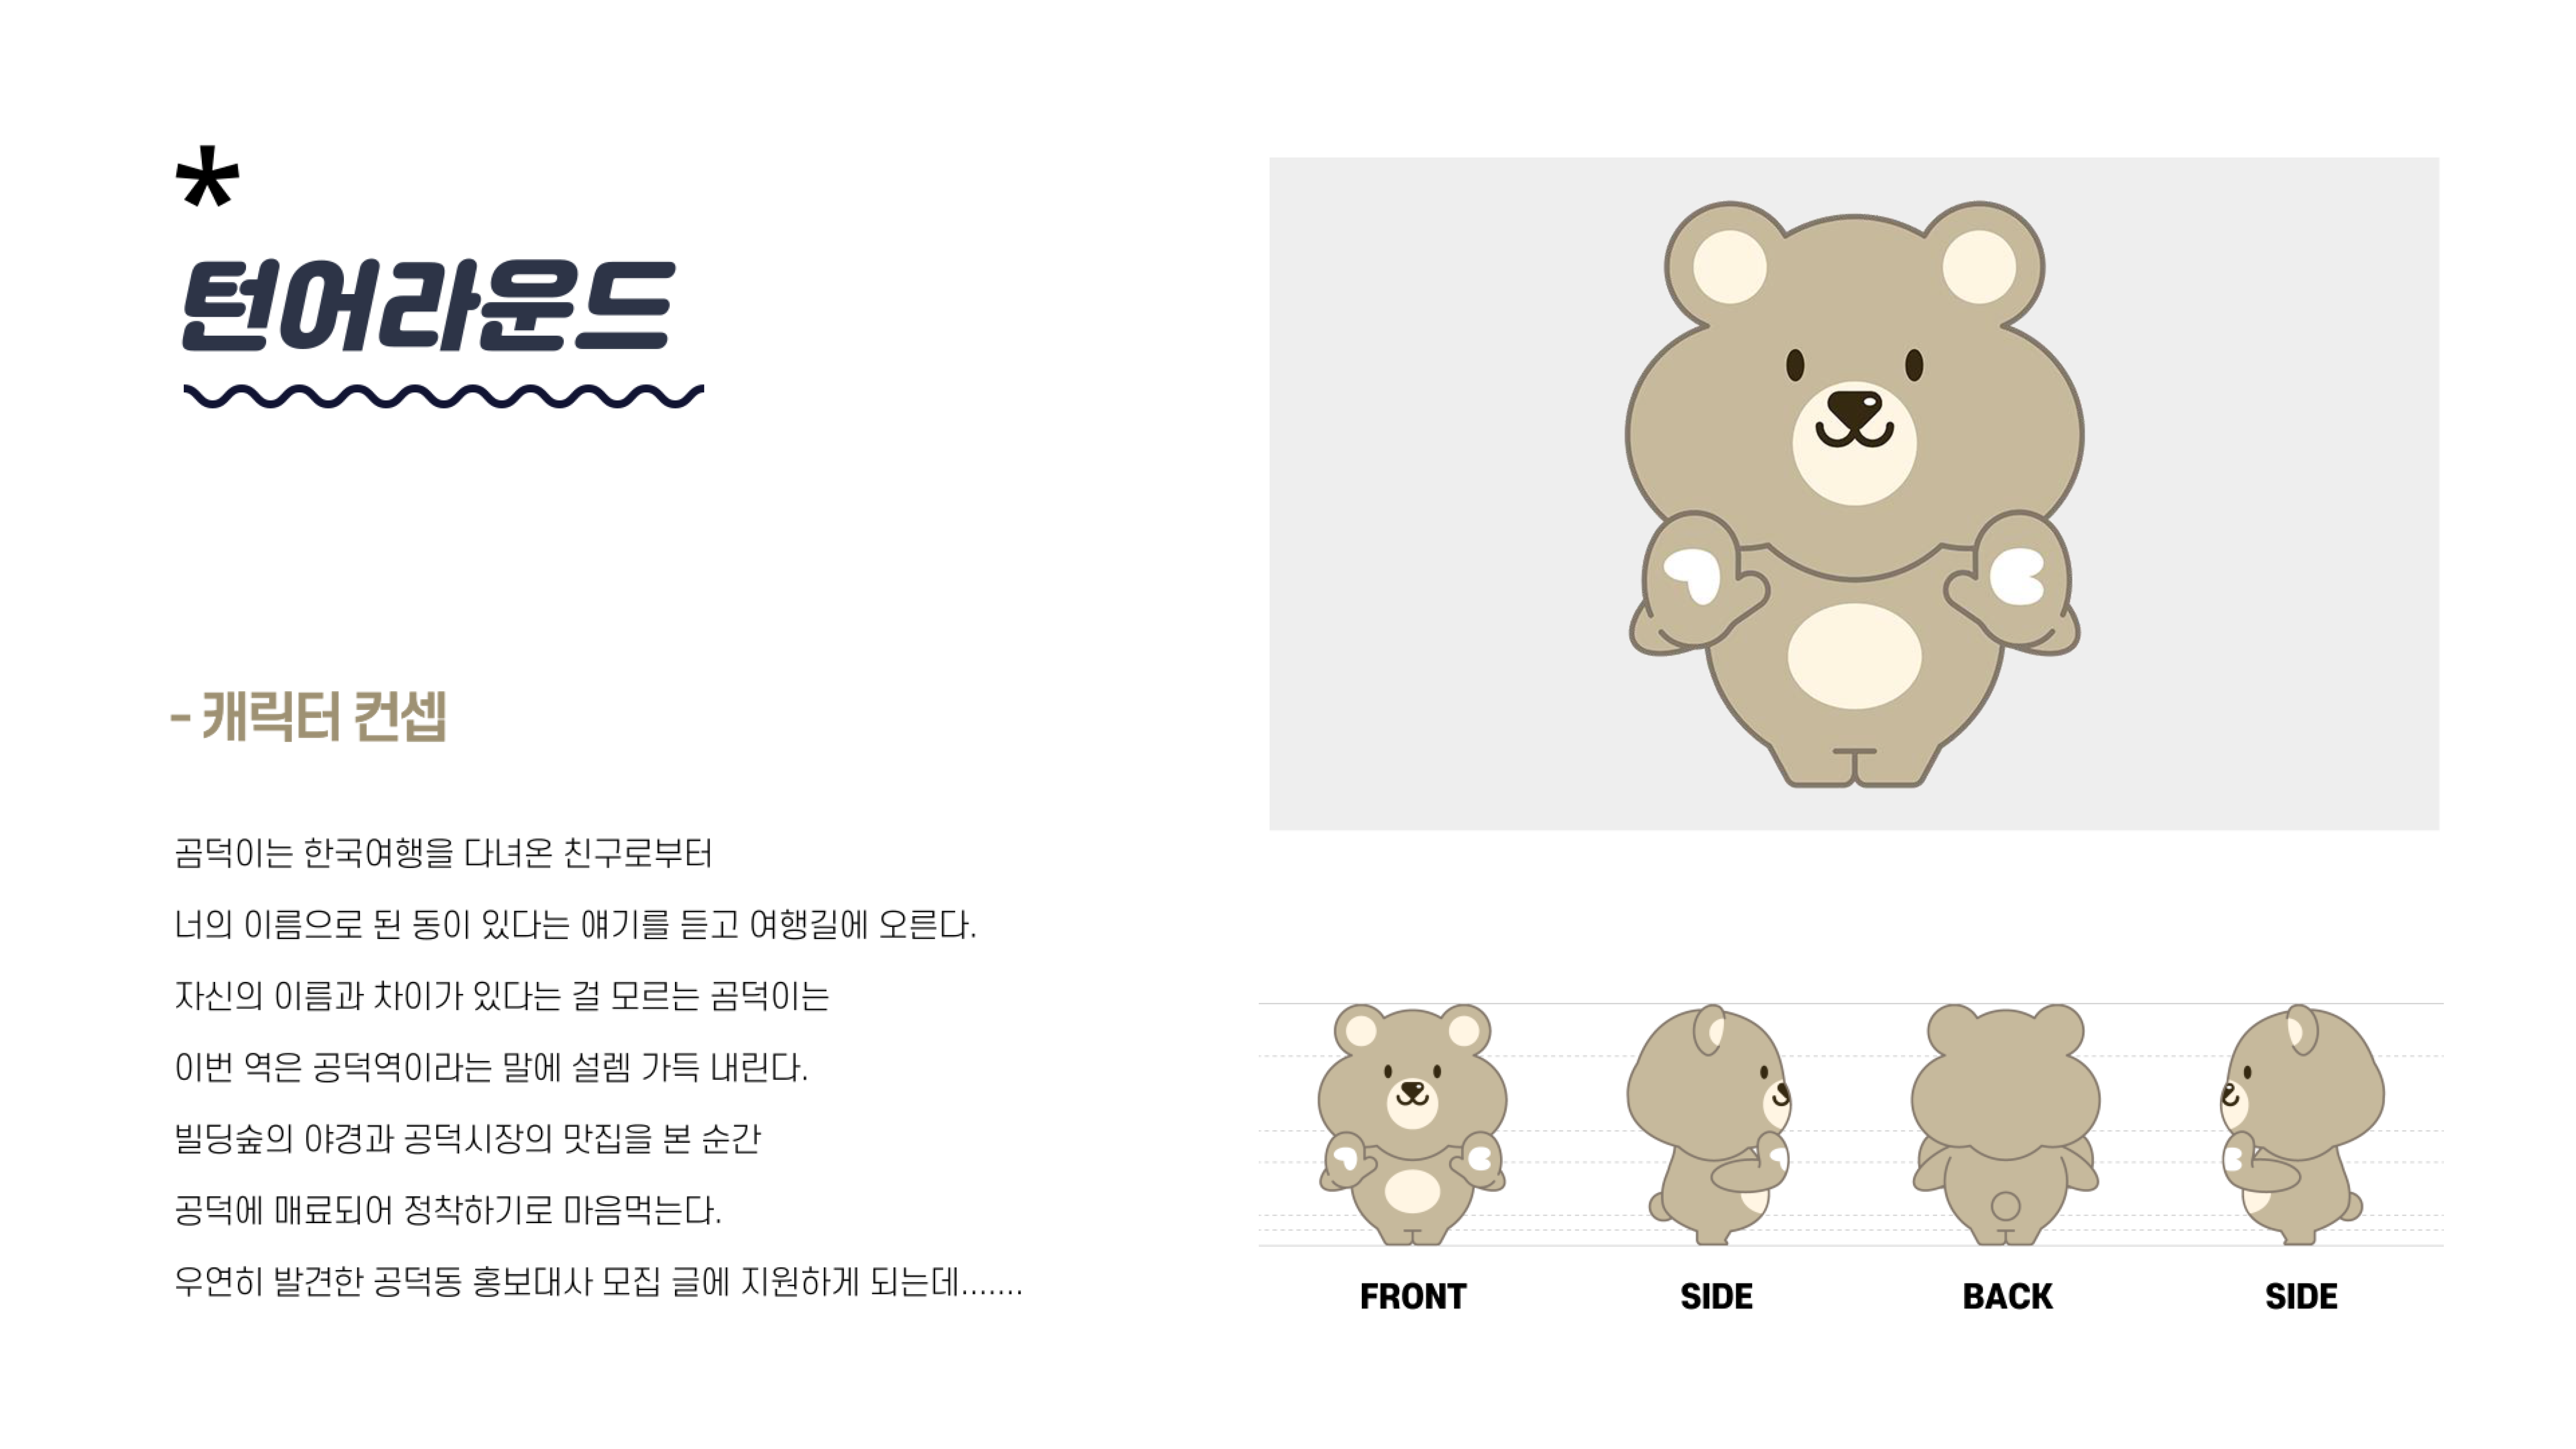 *
턴어라운드
- 캐릭터 컨셉
곰덕이는 한국여행을 다녀온 친구로부터
너의 이름으로 된 동이 있다는 얘기를 듣고 여행길에 오른다.
자신의 이름과 차이가 있다는 걸 모르는 곰덕이는
이번 역은 공덕역이라는 말에 설렘 가득 내린다.
빌딩숲의 야경과 공덕시장의 맛집을 본 순간
공덕에 매료되어 정착하기로 마음먹는다.
우연히 발견한 공덕동 홍보대사 모집 글에 지원하게 되는데.......
FRONT
SIDE
BACK
SIDE